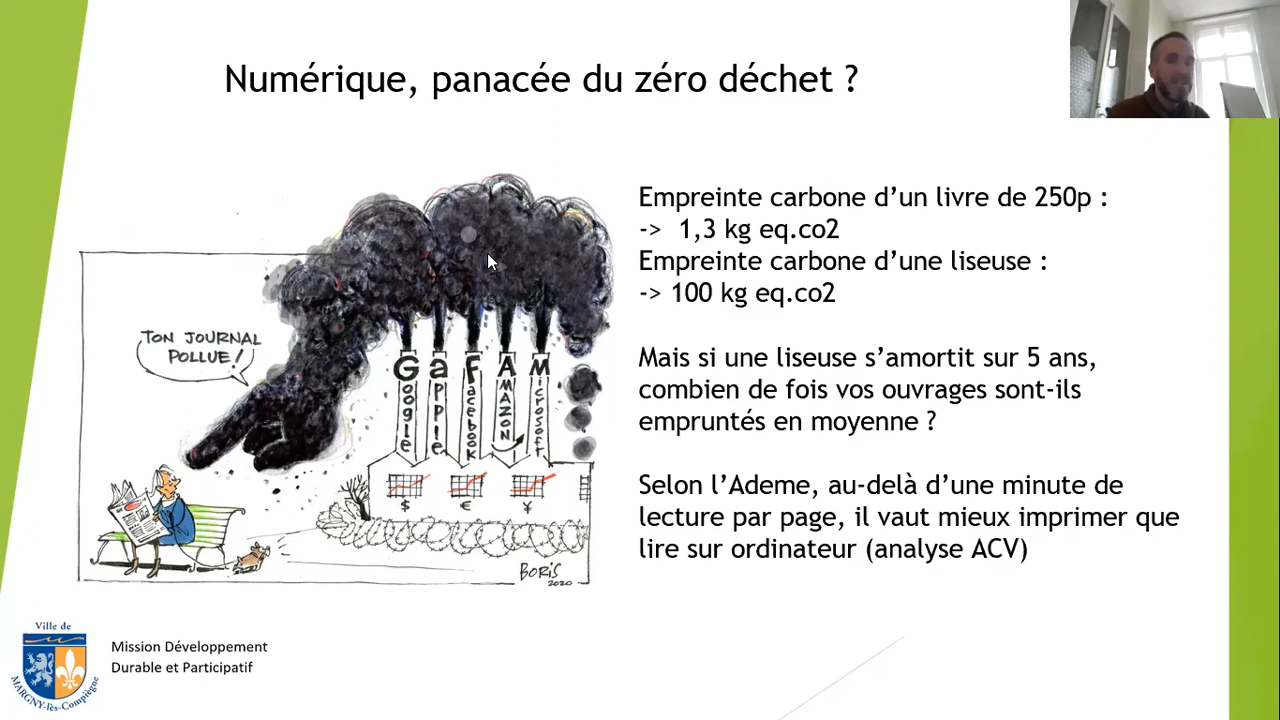 Numérique, panacée du zéro déchet ?
Empreinte carbone d’un livre de 250p :
-> 1,3 kg eq.co2
Empreinte carbone d’une liseuse :
-> 100 kg eq.co2
Mais si une liseuse s’amortit sur 5 ans,
combien de fois vos ouvrages sont-ils
empruntés en moyenne ?
Selon l’Ademe, au-delà d’une minute de
lecture par page, il vaut mieux imprimer que
lire sur ordinateur (analyse ACV)
TON JOURNAL
POLLUE !
Google
apple
Facebook
AMAZON
Microsoft
$ € ¥
BORIS
2020
Ville de
MARGNY-lès-Compiègne
Mission Développement
Durable et Participatif